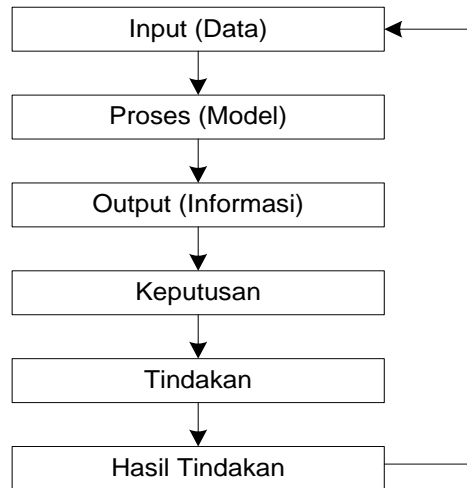 Input (Data)
Proses (Model)
Output (Informasi)
Keputusan
Tindakan
Hasil Tindakan